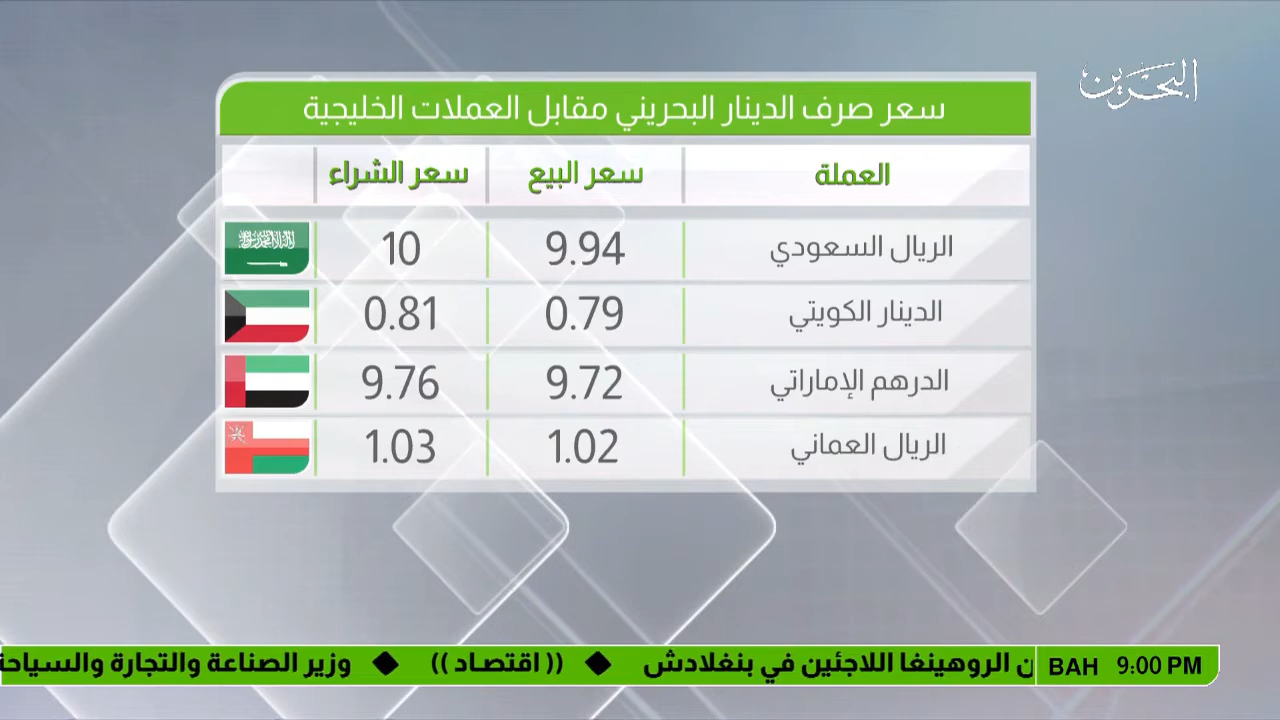 البحرين
سعر صرف الدينار البحريني مقابل العملات الخليجية
العملة سعر البيع سعر الشراء
الريال السعودي 9.94 10
الدينار الكويتي 0.79 0.81
الدرهم الإماراتي 9.72 9.76
الريال العماني 1.02 1.03
BAH 9:00 PM
الروهينغا اللاجئين في بنغلادش ◆ (( اقتصاد )) ◆ وزير الصناعة والتجارة والسياحة